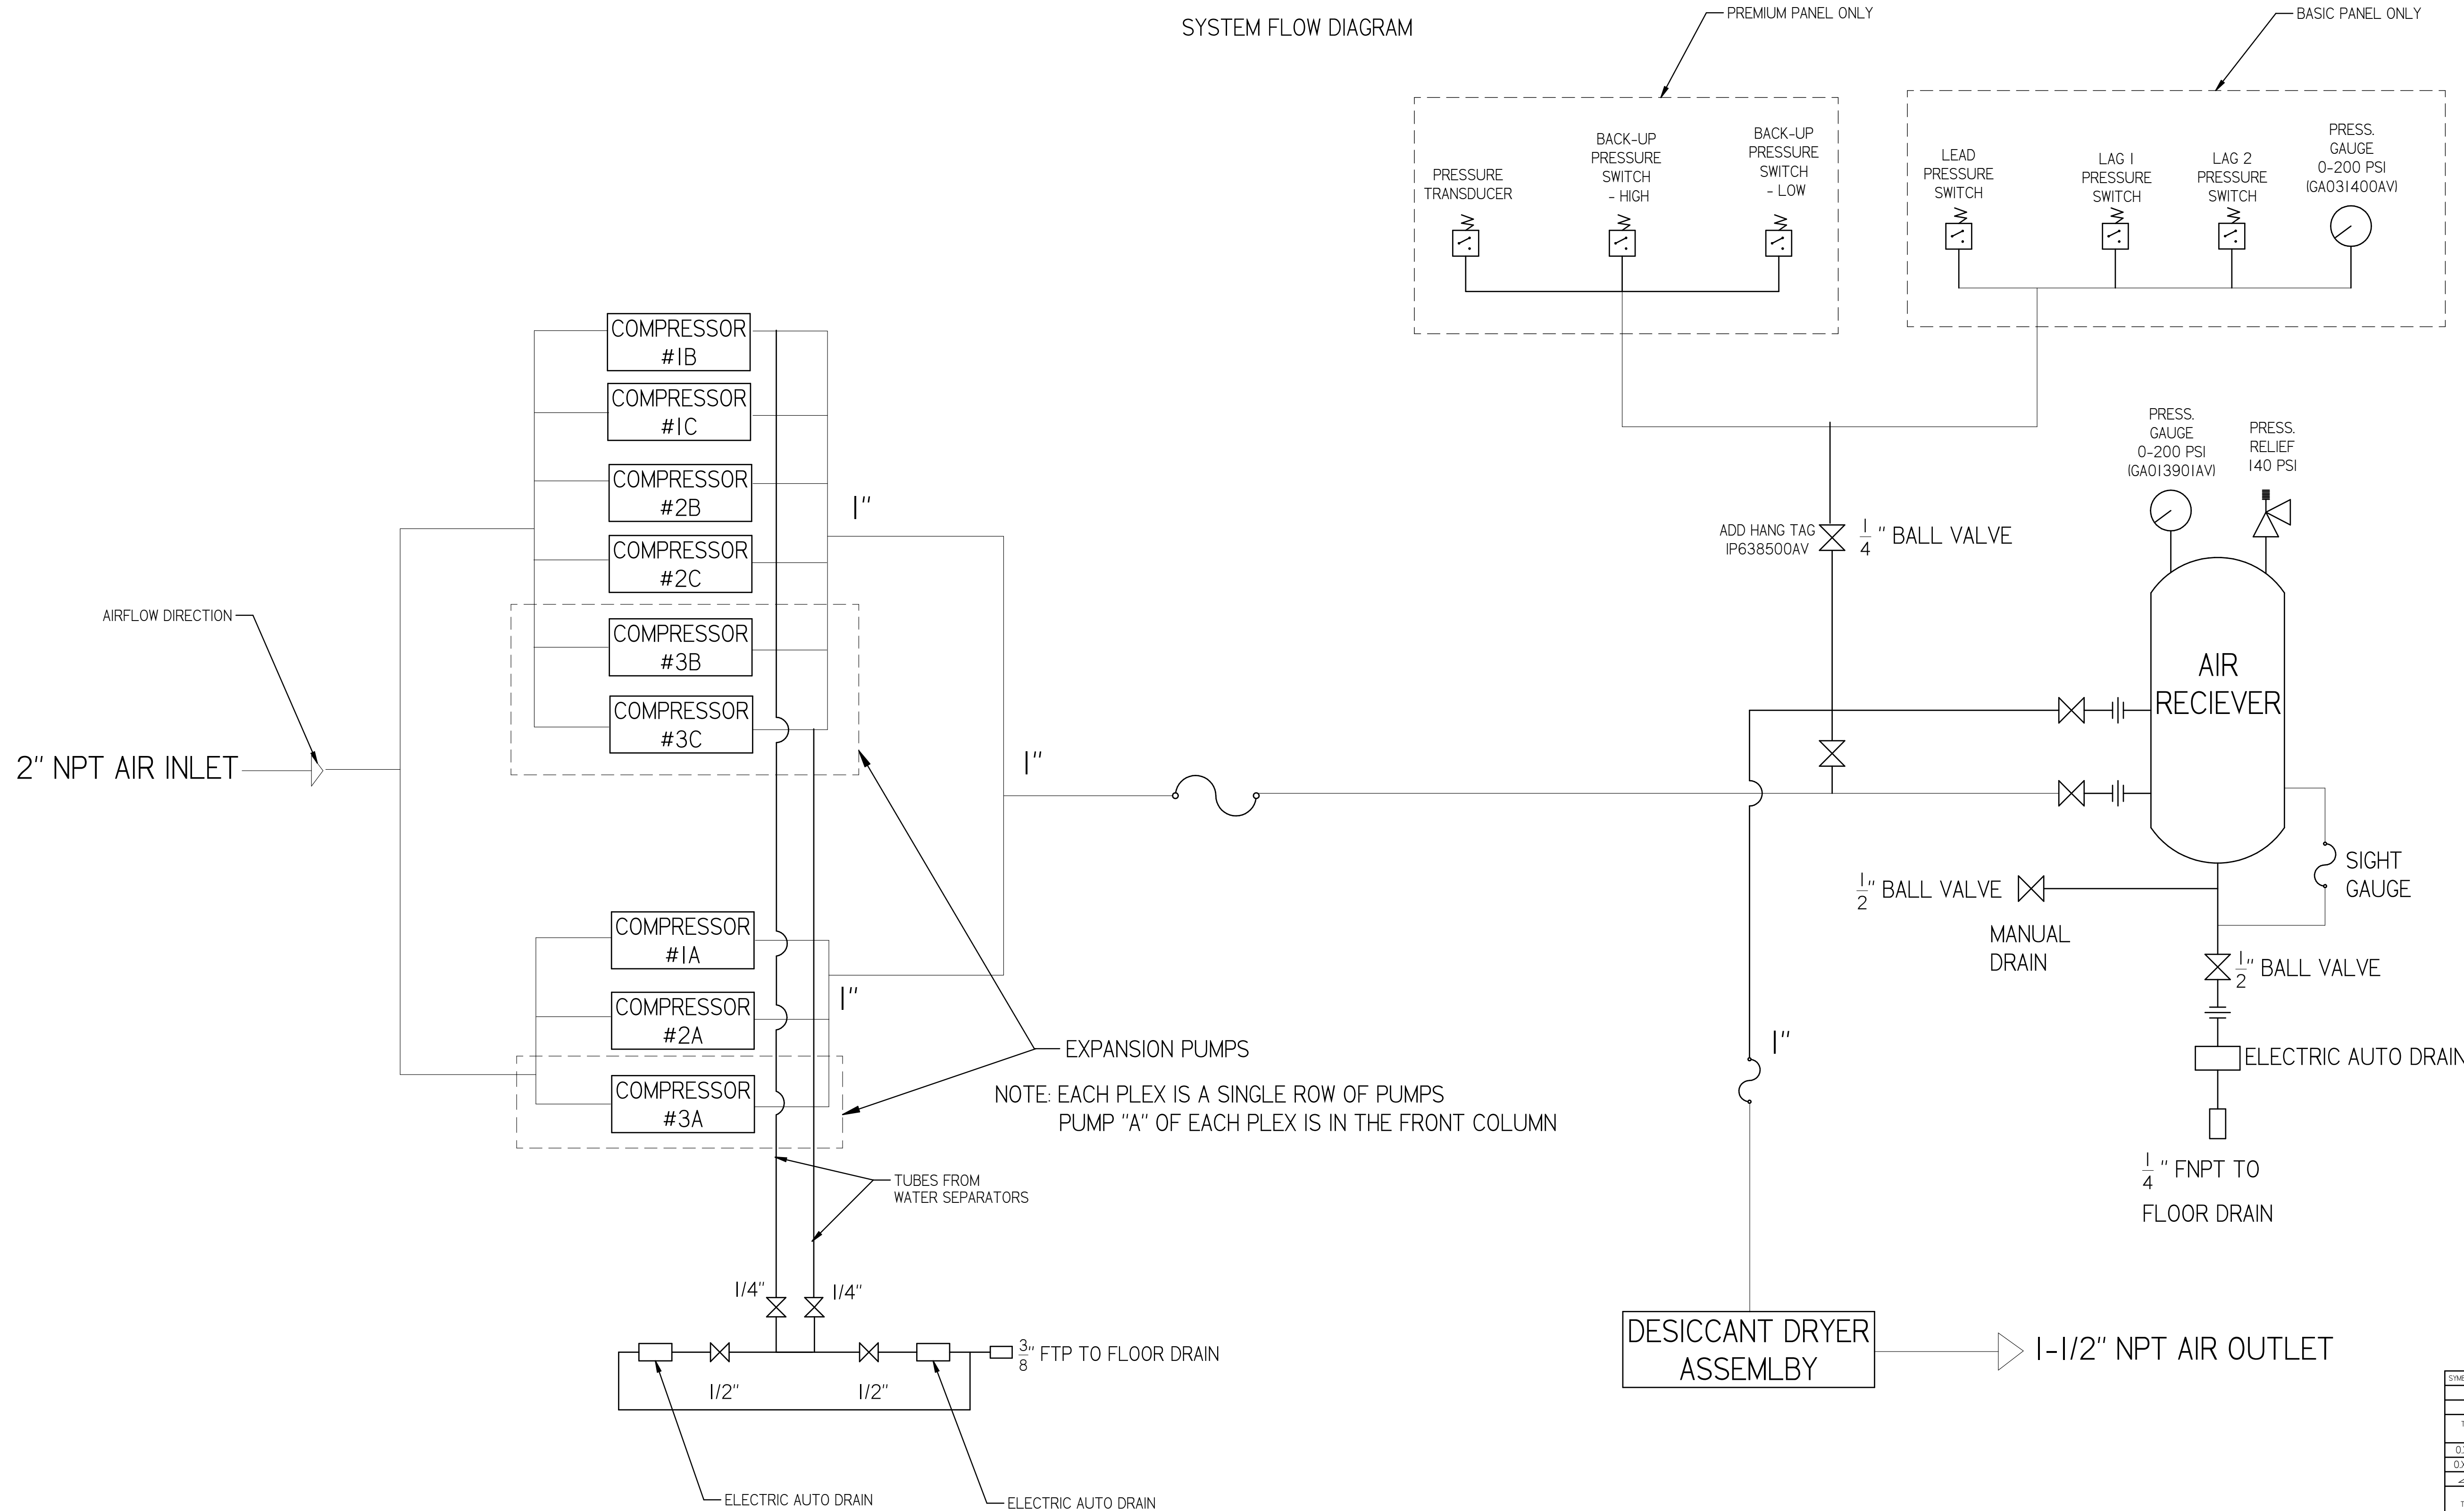 SYSTEM FLOW DIAGRAM
PREMIUM PANEL ONLY
BASIC PANEL ONLY
PRESSURE
TRANSDUCER
BACK-UP
PRESSURE
SWITCH
- HIGH
BACK-UP
PRESSURE
SWITCH
- LOW
LEAD
PRESSURE
SWITCH
LAG 1
PRESSURE
SWITCH
LAG 2
PRESSURE
SWITCH
PRESS.
GAUGE
0-200 PSI
(GA031400AV)
COMPRESSOR
#1B
COMPRESSOR
#1C
COMPRESSOR
#2B
COMPRESSOR
#2C
COMPRESSOR
#3B
COMPRESSOR
#3C
1"
AIRFLOW DIRECTION
2" NPT AIR INLET
1"
COMPRESSOR
#1A
COMPRESSOR
#2A
COMPRESSOR
#3A
1"
EXPANSION PUMPS
NOTE: EACH PLEX IS A SINGLE ROW OF PUMPS
PUMP "A" OF EACH PLEX IS IN THE FRONT COLUMN
TUBES FROM
WATER SEPARATORS
1/4"
1/4"
3/8" FTP TO FLOOR DRAIN
1/2"
1/2"
ELECTRIC AUTO DRAIN
ELECTRIC AUTO DRAIN
ADD HANG TAG
IP638500AV
1/4 " BALL VALVE
PRESS.
GAUGE
0-200 PSI
(GA013901AV)
PRESS.
RELIEF
140 PSI
AIR
RECIEVER
SIGHT
GAUGE
1/2" BALL VALVE
MANUAL
DRAIN
1/2" BALL VALVE
ELECTRIC AUTO DRAIN
1/4 " FNPT TO
FLOOR DRAIN
1"
DESICCANT DRYER
ASSEMLBY
1-1/2" NPT AIR OUTLET